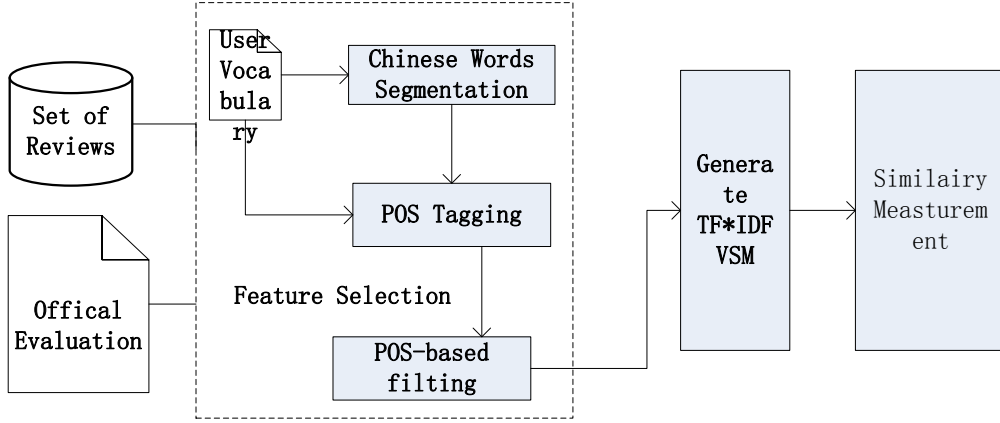 Set of
Reviews
Offical
Evaluation
User
Voca
bula
ry
Chinese Words
Segmentation
POS Tagging
Feature Selection
POS-based
filting
Genera
te
TF*IDF
VSM
Similairy
Measturem
ent